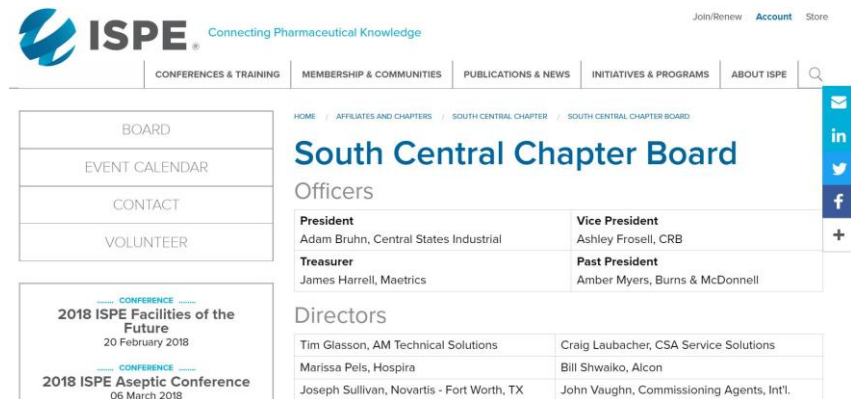 ISPE®
Connecting Pharmaceutical Knowledge
Join/Renew Account Store
CONFERENCES & TRAINING MEMBERSHIP & COMMUNITIES PUBLICATIONS & NEWS INITIATIVES & PROGRAMS ABOUT ISPE
BOARD
EVENT CALENDAR
CONTACT
VOLUNTEER
CONFERENCE
2018 ISPE Facilities of the
Future
20 February 2018
CONFERENCE
2018 ISPE Aseptic Conference
06 March 2018
HOME / AFFILIATES AND CHAPTERS / SOUTH CENTRAL CHAPTER / SOUTH CENTRAL CHAPTER BOARD
South Central Chapter Board
Officers
President
Adam Bruhn, Central States Industrial
Vice President
Ashley Frosell, CRB
Treasurer
James Harrell, Maetrics
Past President
Amber Myers, Burns & McDonnell
Directors
Tim Glasson, AM Technical Solutions
Craig Laubacher, CSA Service Solutions
Marissa Pels, Hospira
Bill Shwaiko, Alcon
Joseph Sullivan, Novartis - Fort Worth, TX
John Vaughn, Commissioning Agents, Int'l.
in
f
+